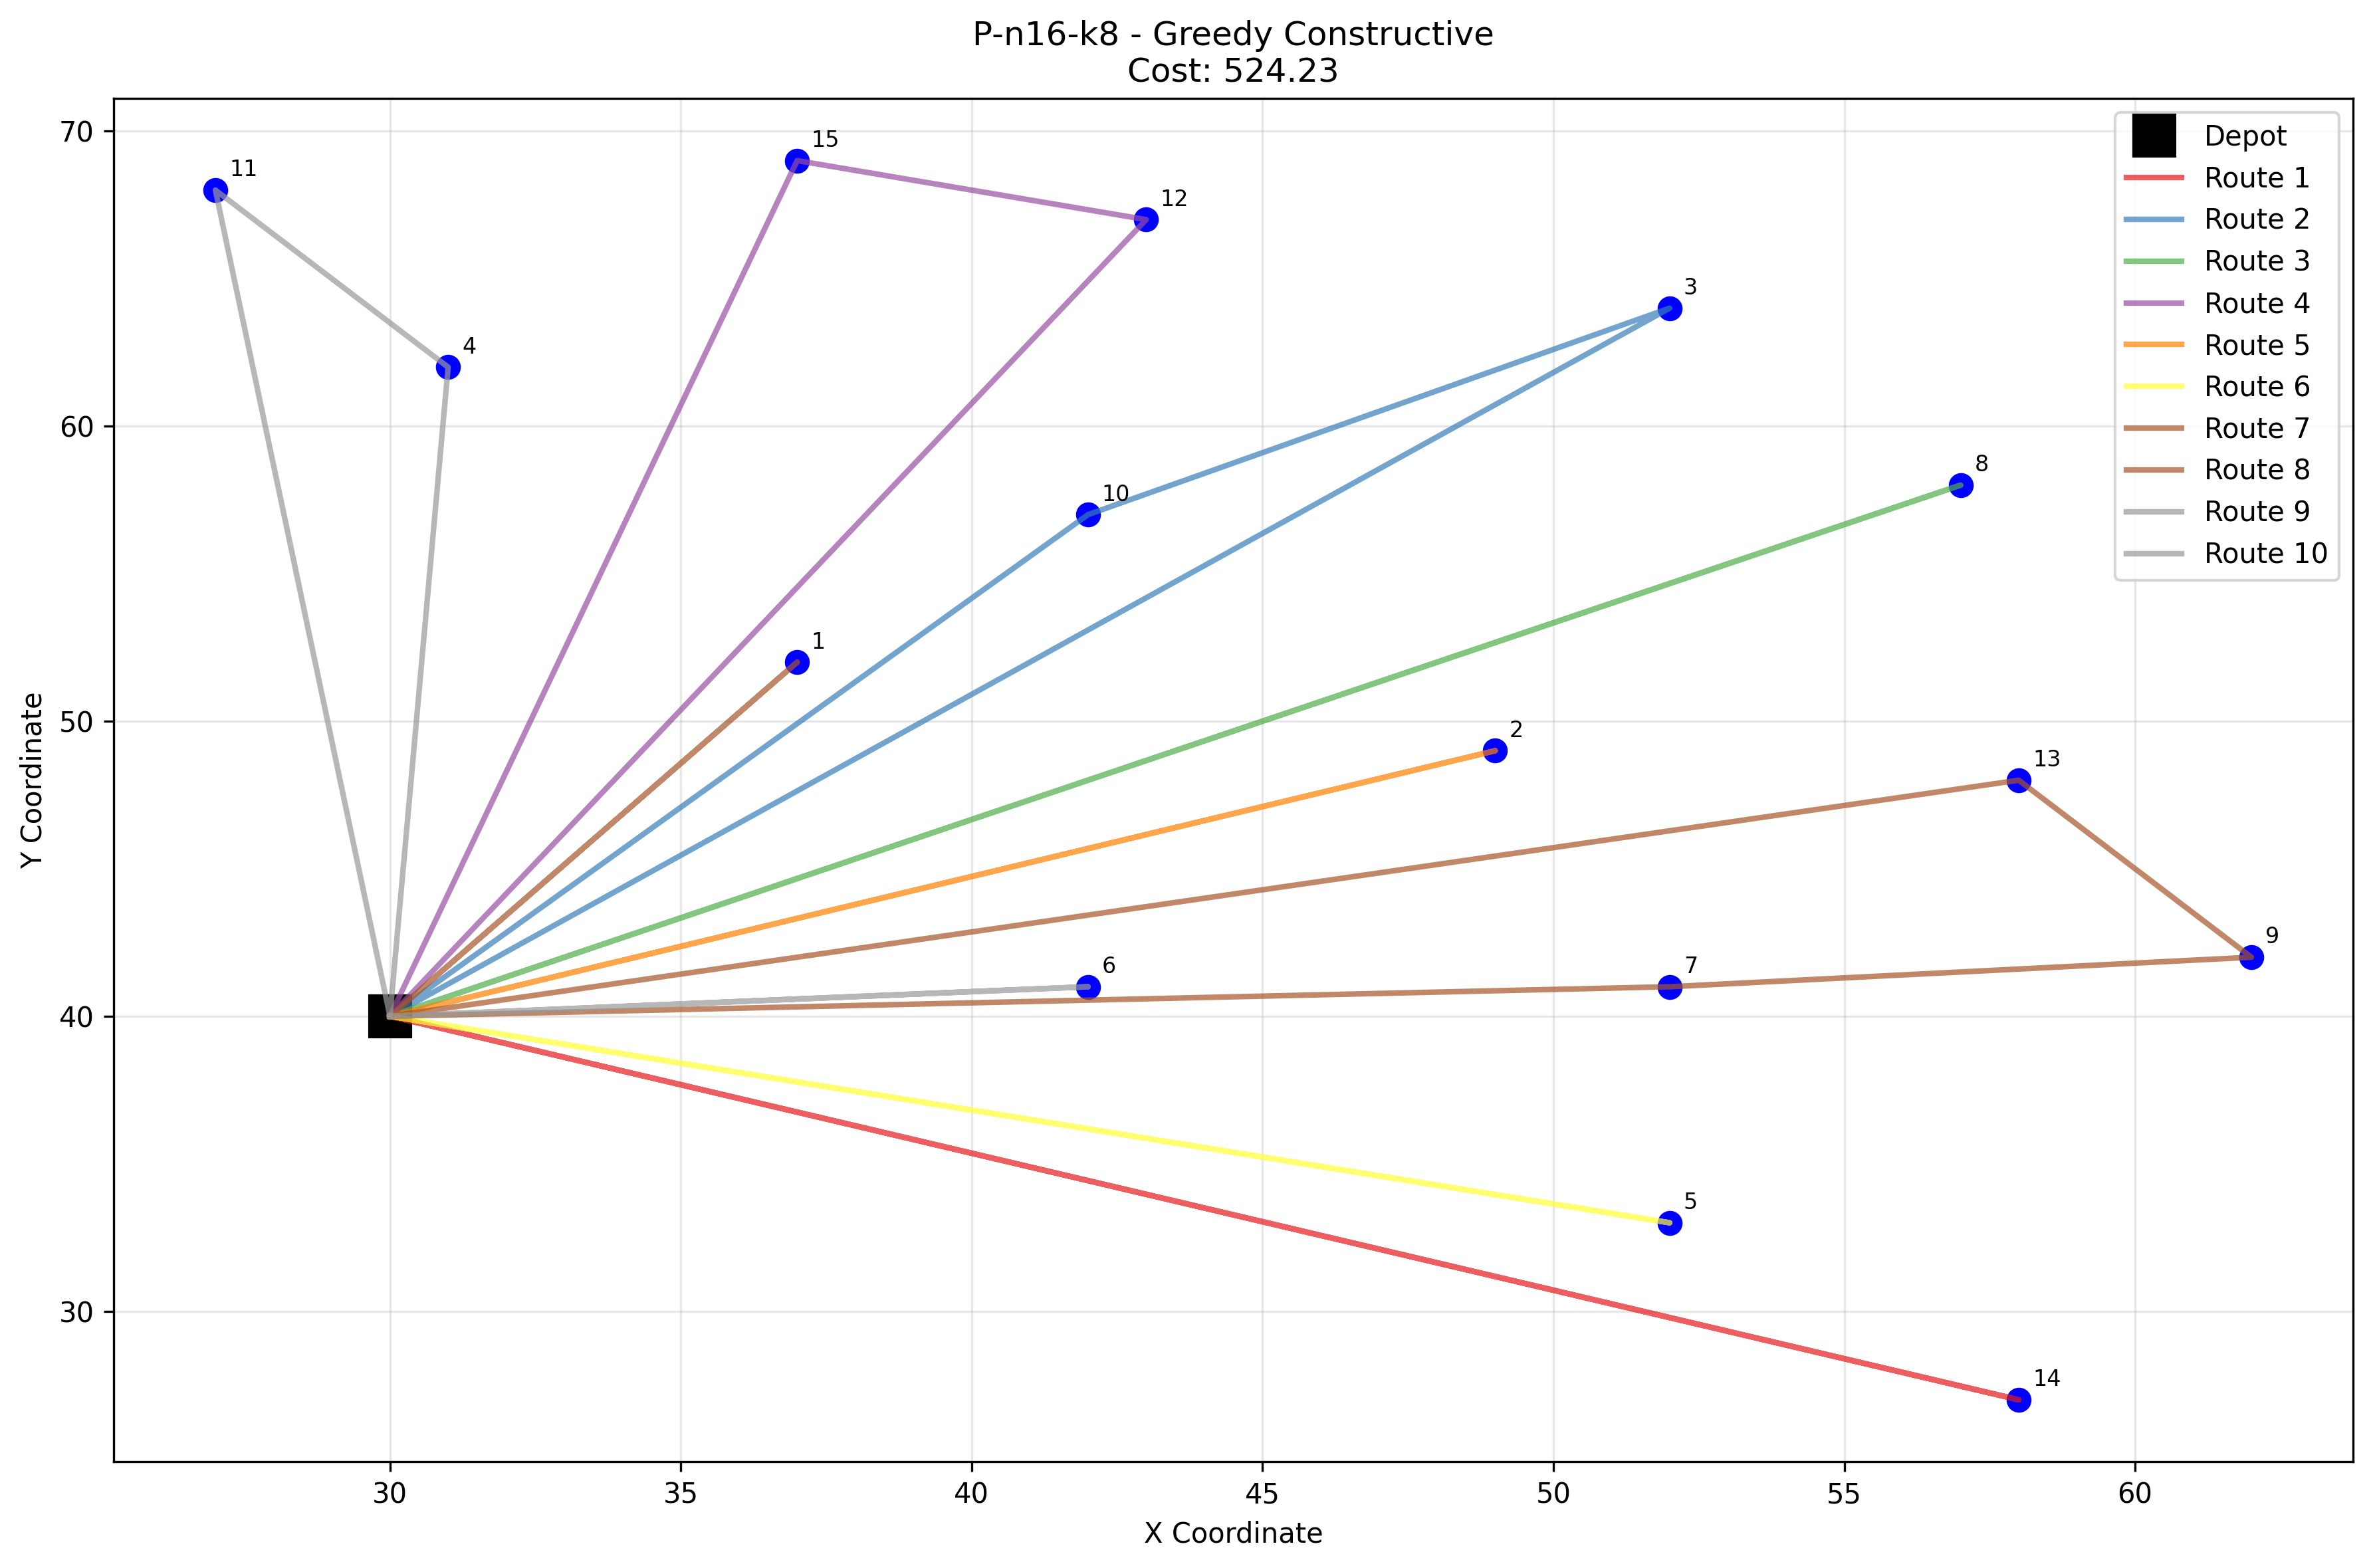 P-n16-k8 - Greedy Constructive
Cost: 524.23
70
60
50
40
30
Y Coordinate
30
35
40
45
50
55
60
X Coordinate
Depot
Route 1
Route 2
Route 3
Route 4
Route 5
Route 6
Route 7
Route 8
Route 9
Route 10
15
11
12
3
4
8
10
1
2
13
9
6
7
5
14